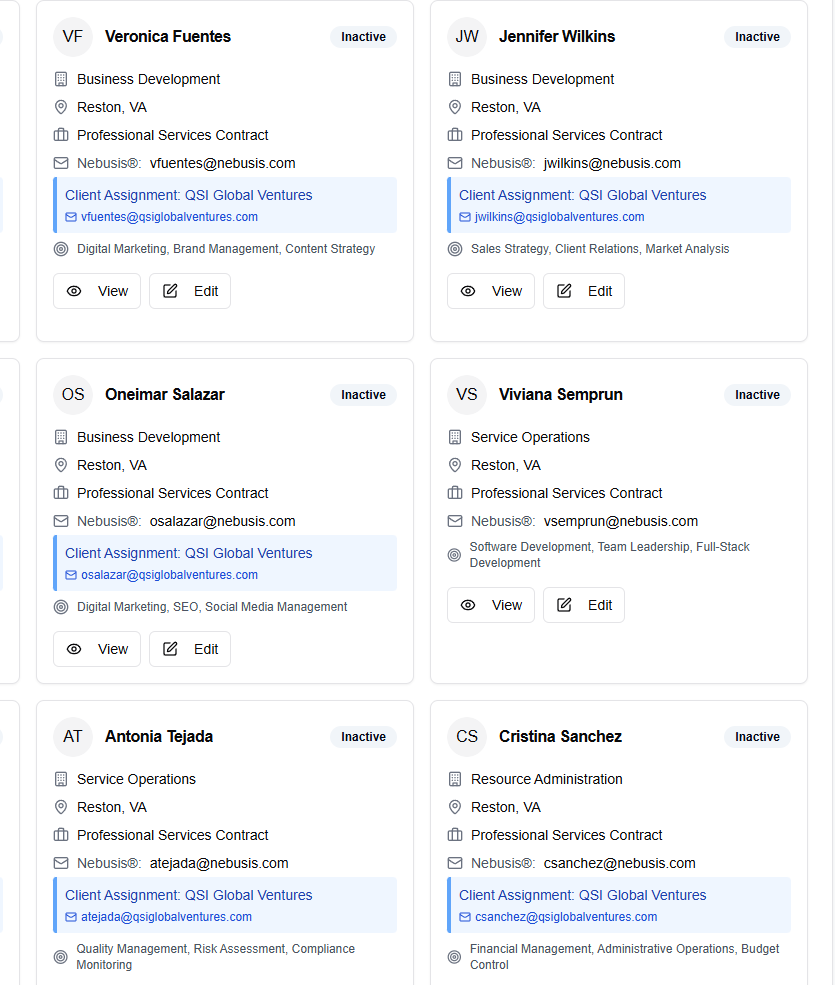 VF
Veronica Fuentes
Inactive
Business Development
Reston, VA
Professional Services Contract
Nebusis®: vfuentes@nebusis.com
Client Assignment: QSI Global Ventures
vfuentes@qsiglobalventures.com
Digital Marketing, Brand Management, Content Strategy
View
Edit
JW
Jennifer Wilkins
Inactive
Business Development
Reston, VA
Professional Services Contract
Nebusis®: jwilkins@nebusis.com
Client Assignment: QSI Global Ventures
jwilkins@qsiglobalventures.com
Sales Strategy, Client Relations, Market Analysis
View
Edit
OS
Oneimar Salazar
Inactive
Business Development
Reston, VA
Professional Services Contract
Nebusis®: osalazar@nebusis.com
Client Assignment: QSI Global Ventures
osalazar@qsiglobalventures.com
Digital Marketing, SEO, Social Media Management
View
Edit
VS
Viviana Semprun
Inactive
Service Operations
Reston, VA
Professional Services Contract
Nebusis®: vsemprun@nebusis.com
Software Development, Team Leadership, Full-Stack
Development
View
Edit
AT
Antonia Tejada
Inactive
Service Operations
Reston, VA
Professional Services Contract
Nebusis®: atejada@nebusis.com
Client Assignment: QSI Global Ventures
atejada@qsiglobalventures.com
Quality Management, Risk Assessment, Compliance
Monitoring
CS
Cristina Sanchez
Inactive
Resource Administration
Reston, VA
Professional Services Contract
Nebusis®: csanchez@nebusis.com
Client Assignment: QSI Global Ventures
csanchez@qsiglobalventures.com
Financial Management, Administrative Operations, Budget
Control